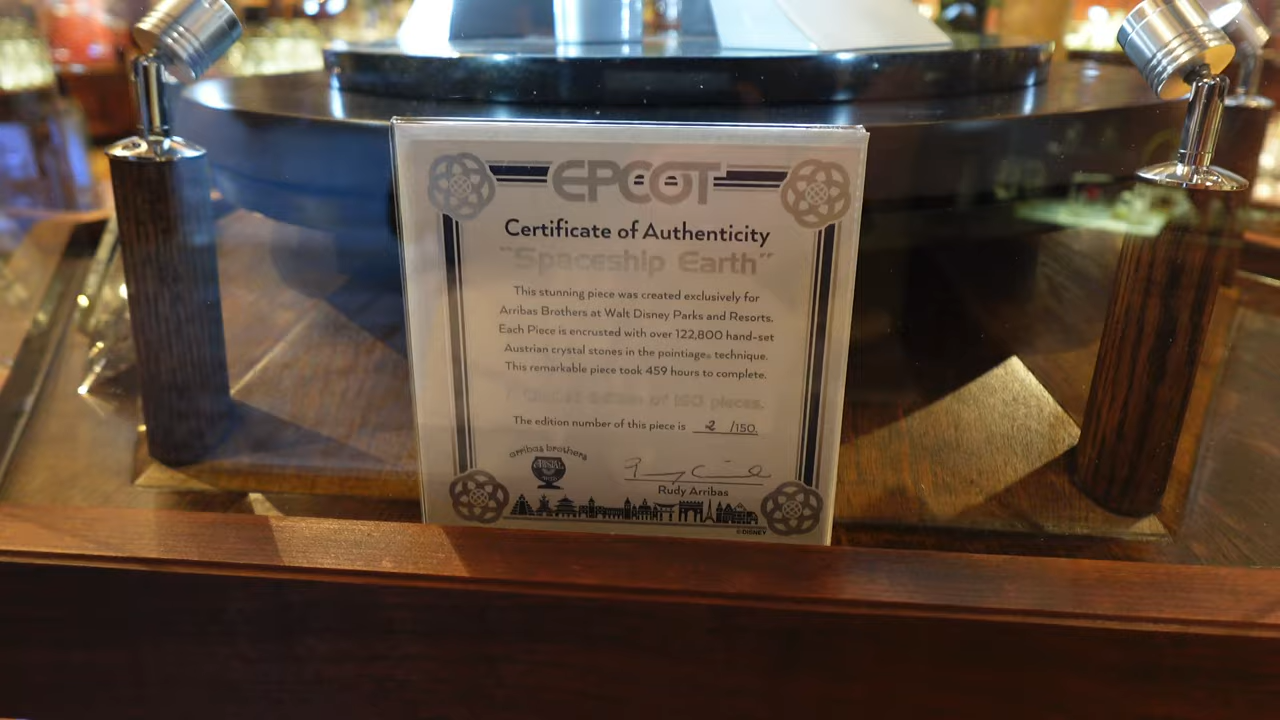 EPCOT
Certificate of Authenticity
"Spaceship Earth"
This stunning piece was created exclusively for
Arribas Brothers at Walt Disney Parks and Resorts.
Each Piece is encrusted with over 122,800 hand-set
Austrian crystal stones in the pointiage® technique.
This remarkable piece took 459 hours to complete.
Limited Edition of 150 pieces.
The edition number of this piece is 2 /150.
arribas brothers
CRYSTAL
Rudy Arribas
©DISNEY